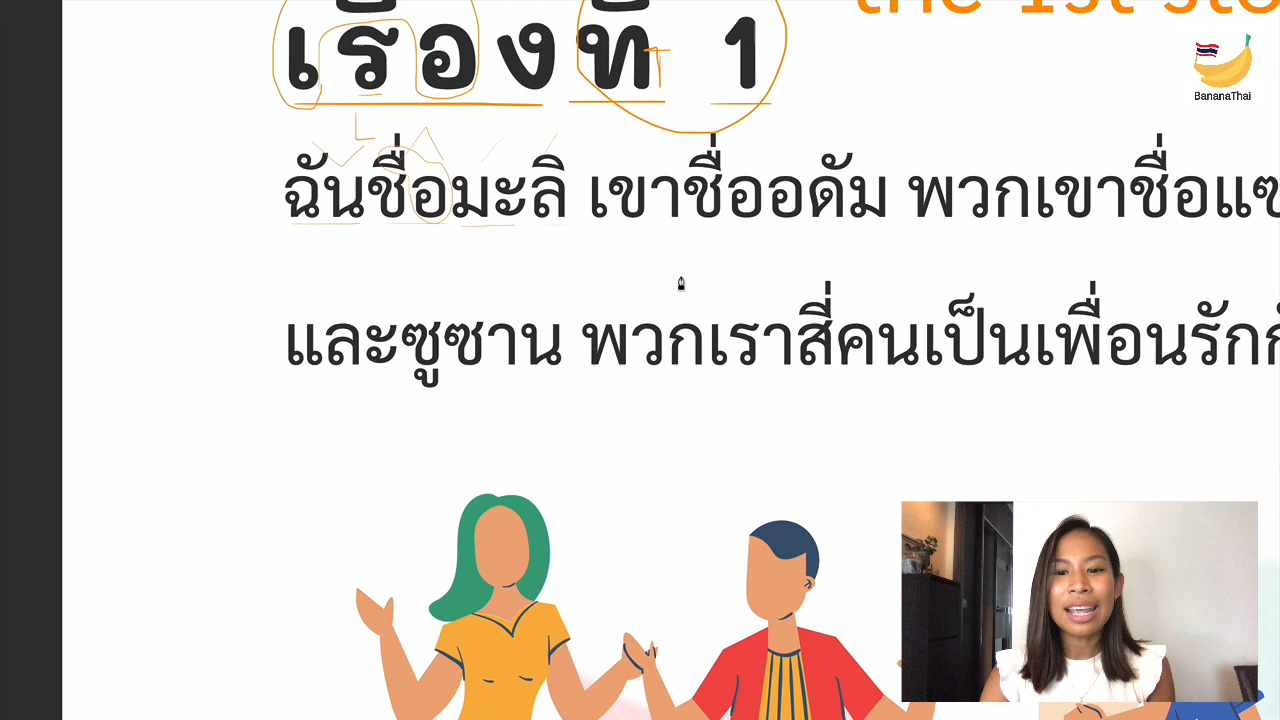 เรื่องที่ 1
the 1st
BananaThai
ฉันชื่อมะลิ เขาชื่ออดัม พวกเขาชื่อ
และซูซาน พวกเราสี่คนเป็นเพื่อนรัก